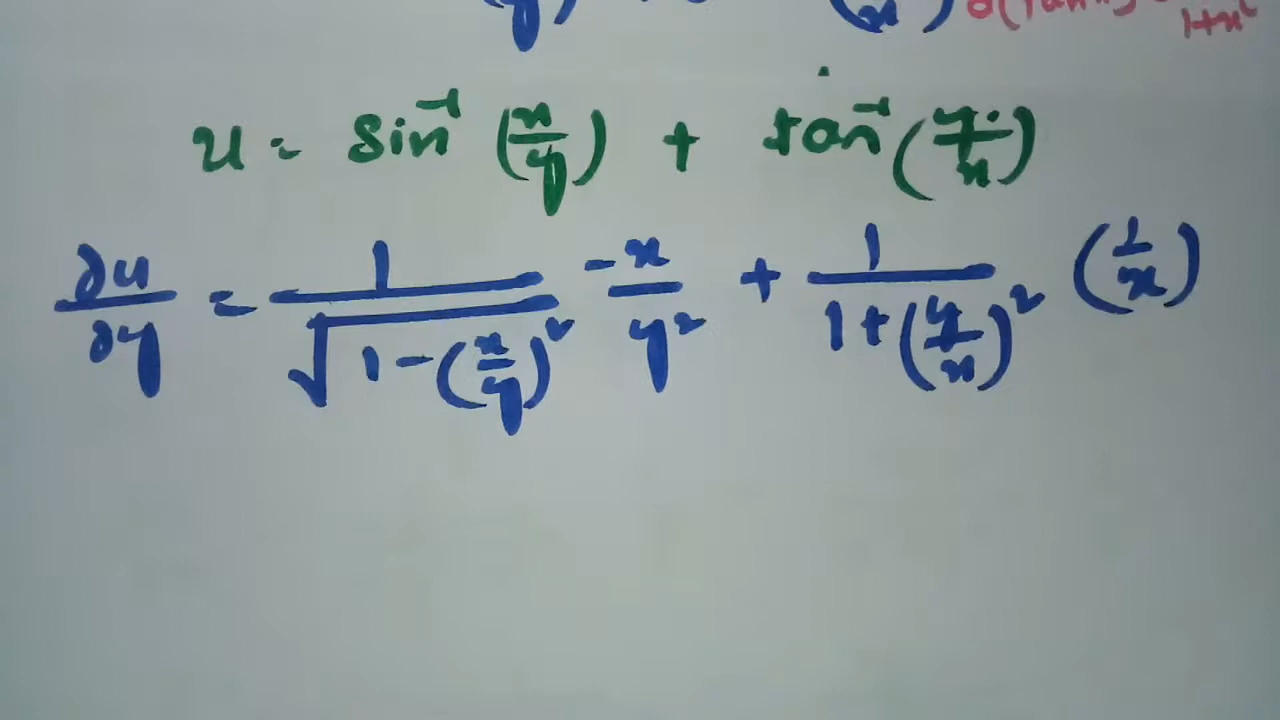 u = sin⁻¹ (x/y) + tan⁻¹ (y/x)
∂u/∂y = 1/√(1-(x/y)²) -x/y² + 1/(1+(y/x)²) (1/x)